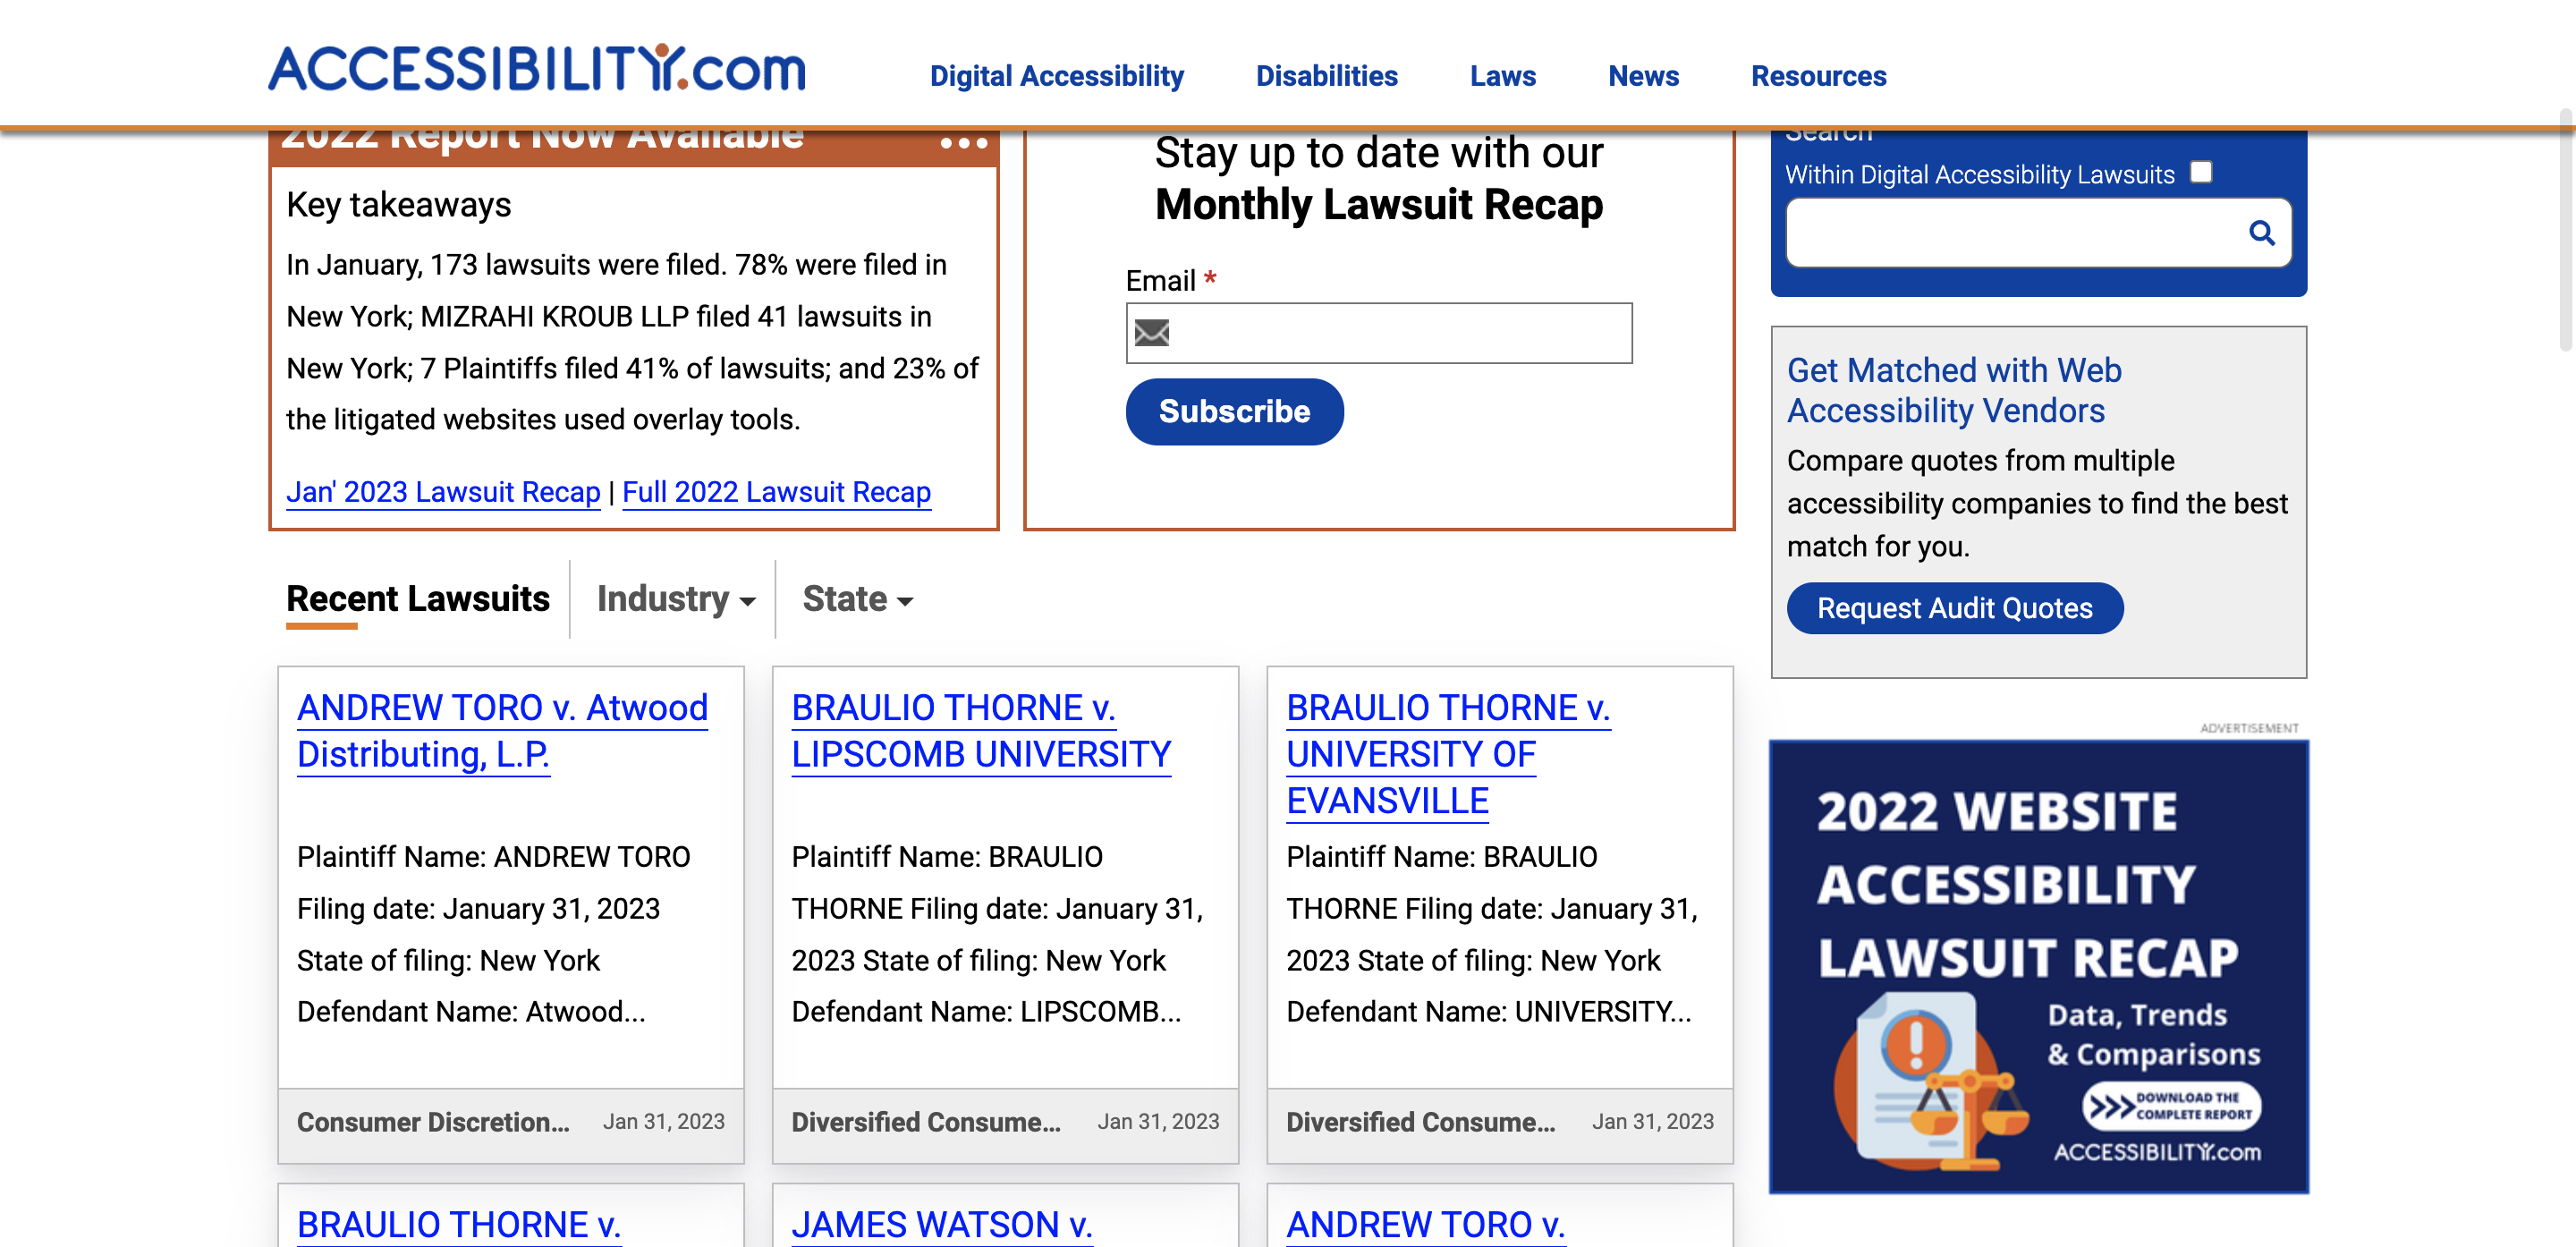 ACCESSIBILITY.com
Digital Accessibility
Disabilities
Laws
News
Resources
2022 Report Now Available
...
Key takeaways
In January, 173 lawsuits were filed. 78% were filed in
New York; MIZRAHI KROUB LLP filed 41 lawsuits in
New York; 7 Plaintiffs filed 41% of lawsuits; and 23% of
the litigated websites used overlay tools.
Jan' 2023 Lawsuit Recap | Full 2022 Lawsuit Recap
Stay up to date with our
Monthly Lawsuit Recap
Email *
Subscribe
Search
Within Digital Accessibility Lawsuits
Get Matched with Web
Accessibility Vendors
Compare quotes from multiple
accessibility companies to find the best
match for you.
Request Audit Quotes
Recent Lawsuits
Industry
State
ANDREW TORO v. Atwood
Distributing, L.P.
Plaintiff Name: ANDREW TORO
Filing date: January 31, 2023
State of filing: New York
Defendant Name: Atwood...
Consumer Discretion...
Jan 31, 2023
BRAULIO THORNE v.
LIPSCOMB UNIVERSITY
Plaintiff Name: BRAULIO
THORNE Filing date: January 31,
2023 State of filing: New York
Defendant Name: LIPSCOMB...
Diversified Consume...
Jan 31, 2023
BRAULIO THORNE v.
UNIVERSITY OF
EVANSVILLE
Plaintiff Name: BRAULIO
THORNE Filing date: January 31,
2023 State of filing: New York
Defendant Name: UNIVERSITY...
Diversified Consume...
Jan 31, 2023
BRAULIO THORNE v.
JAMES WATSON v.
ANDREW TORO v.
ADVERTISEMENT
2022 WEBSITE
ACCESSIBILITY
LAWSUIT RECAP
Data, Trends
& Comparisons
>>> DOWNLOAD THE
COMPLETE REPORT
ACCESSIBILITY.com